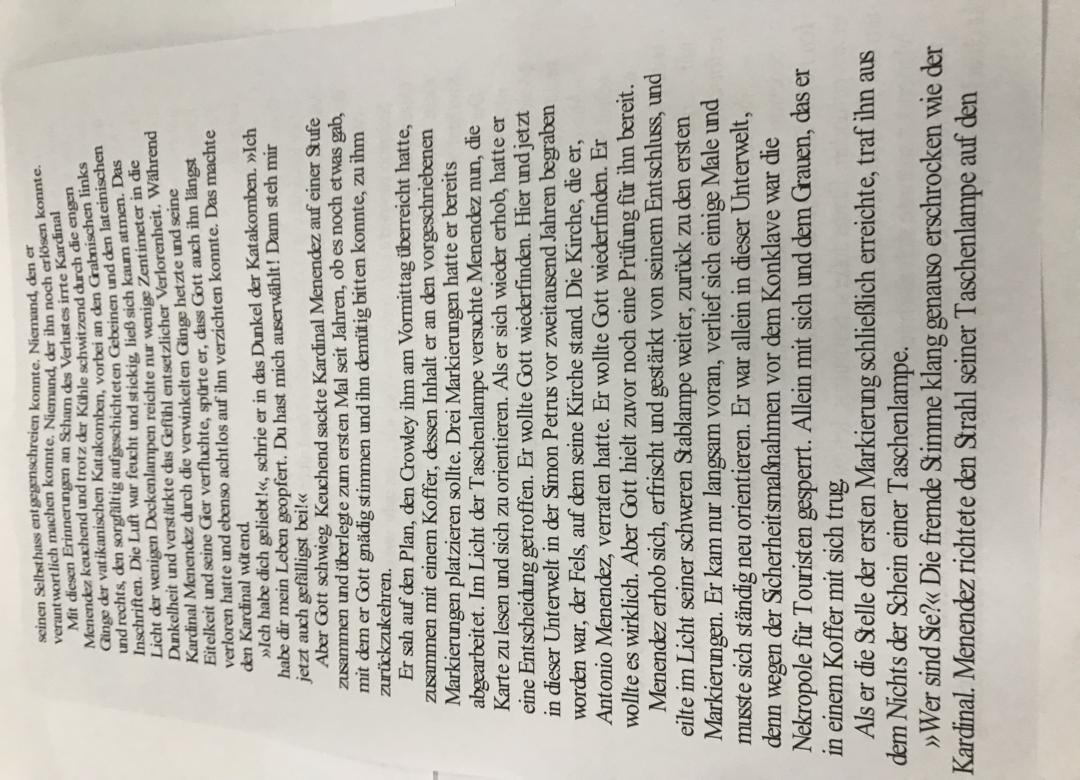 seinen Selbsthass entgegenschreien konnte. Niemand, den er
verantwortlich machen konnte. Niemand, der ihn noch erlösen konnte.
Mit diesen Erinnerungen an Scham des Verlustes irrte Kardinal
Menendez keuchend und trotz der Kühle schwitzend durch die engen
Gänge der vatikanischen Katakomben, vorbei an den Grabnischen links
und rechts, den sorgfältig aufgeschichteten Gebeinen und den lateinischen
Inschriften. Die Luft war feucht und stickig, ließ sich kaum atmen. Das
Licht der wenigen Deckenlampen reichte nur wenige Zentimeter in die
Dunkelheit und verstärkte das Gefühl entsetzlicher Verlorenheit. Während
Kardinal Menendez durch die verwinkelten Gänge hetzte und seine
Eitelkeit und seine Gier verfluchte, spürte er, dass Gott auch ihn längst
verloren hatte und ebenso achtlos auf ihn verzichten konnte. Das machte
den Kardinal wütend.
»Ich habe dich geliebt!«, schrie er in das Dunkel der Katakomben. »Ich
habe dir mein Leben geopfert. Du hast mich auserwählt! Dann steh mir
jetzt auch gefälligst bei!«
Aber Gott schwieg. Keuchend sackte Kardinal Menendez auf einer Stufe
zusammen und überlegte zum ersten Mal seit Jahren, ob es noch etwas gab,
mit dem er Gott gnädig stimmen und ihn demütig bitten konnte, zu ihm
zurückzukehren.
Er sah auf den Plan, den Crowley ihm am Vormittag überreicht hatte,
zusammen mit einem Koffer, dessen Inhalt er an den vorgeschriebenen
Markierungen platzieren sollte. Drei Markierungen hatte er bereits
abgearbeitet. Im Licht der Taschenlampe versuchte Menendez nun, die
Karte zu lesen und sich zu orientieren. Als er sich wieder erhob, hatte er
eine Entscheidung getroffen. Er wollte Gott wiederfinden. Hier und jetzt
in dieser Unterwelt in der Simon Petrus vor zweitausend Jahren begraben
worden war, der Fels, auf dem seine Kirche stand. Die Kirche, die er,
Antonio Menendez, verraten hatte. Er wollte Gott wiederfinden. Er
wollte es wirklich. Aber Gott hielt zuvor noch eine Prüfung für ihn bereit.
Menendez erhob sich, erfrischt und gestärkt von seinem Entschluss, und
eilte im Licht seiner schweren Stablampe weiter, zurück zu den ersten
Markierungen. Er kam nur langsam voran, verlief sich einige Male und
musste sich ständig neu orientieren. Er war allein in dieser Unterwelt,
denn wegen der Sicherheitsmaßnahmen vor dem Konklave war die
Nekropole für Touristen gesperrt. Allein mit sich und dem Grauen, das er
in einem Koffer mit sich trug.
Als er die Stelle der ersten Markierung schließlich erreichte, traf ihn aus
dem Nichts der Schein einer Taschenlampe.
»Wer sind Sie?« Die fremde Stimme klang genauso erschrocken wie der
Kardinal. Menendez richtete den Strahl seiner Taschenlampe auf den